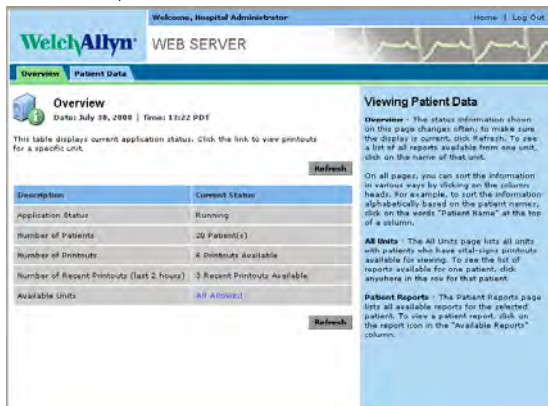 Welcome, Hospital Administrator
Home | Log Out
WelchAllyn
WEB SERVER
Overview
Patient Data
Overview
Date: July 30, 2008 | Time: 13:22 PDT
This table displays current application status. Click the link to view printouts
for a specific unit.
Refresh
Description Current Status
Application Status Running
Number of Patients 20 Patient(s)
Number of Printouts 6 Printouts Available
Number of Recent Printouts (last 2 hours) 3 Recent Printouts Available
Available Units All Allowed
Refresh
Viewing Patient Data
Overview - The status information shown
on this page changes often; to make sure
the display is current, click Refresh. To see
a list of all reports available from one unit,
click on the name of that unit.
On all pages, you can sort the information
in various ways by clicking on the column
heads. For example, to sort the information
alphabetically based on the patient names,
click on the words "Patient Name" at the top
of a column.
All Units - The All Units page lists all units
with patients who have vital-signs printouts
available for viewing. To see the list of
reports available for one patient, click
anywhere in the row for that patient.
Patient Reports - The Patient Reports page
lists all available reports for the selected
patient. To view a patient report, click on
the report icon in the "Available Reports"
column.